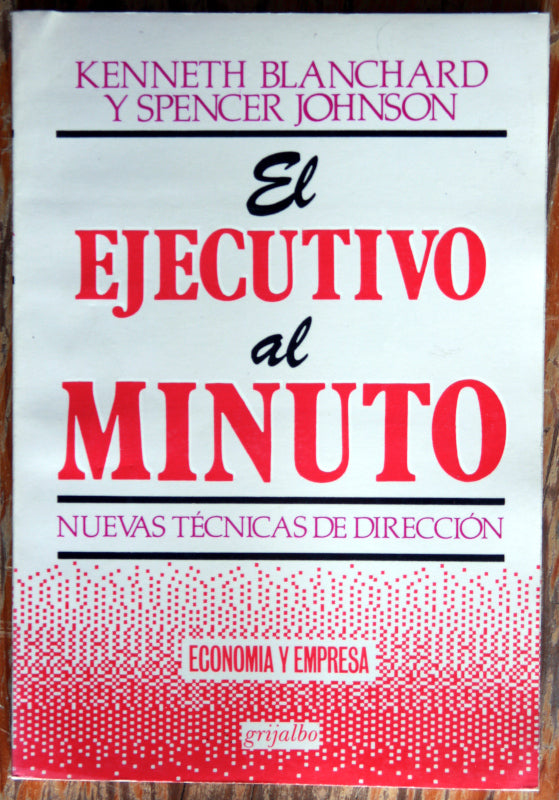 KENNETH BLANCHARD
Y SPENCER JOHNSON
El
EJECUTIVO
al
MINUTO
NUEVAS TÉCNICAS DE DIRECCIÓN
ECONOMIA Y EMPRESA
grijalbo